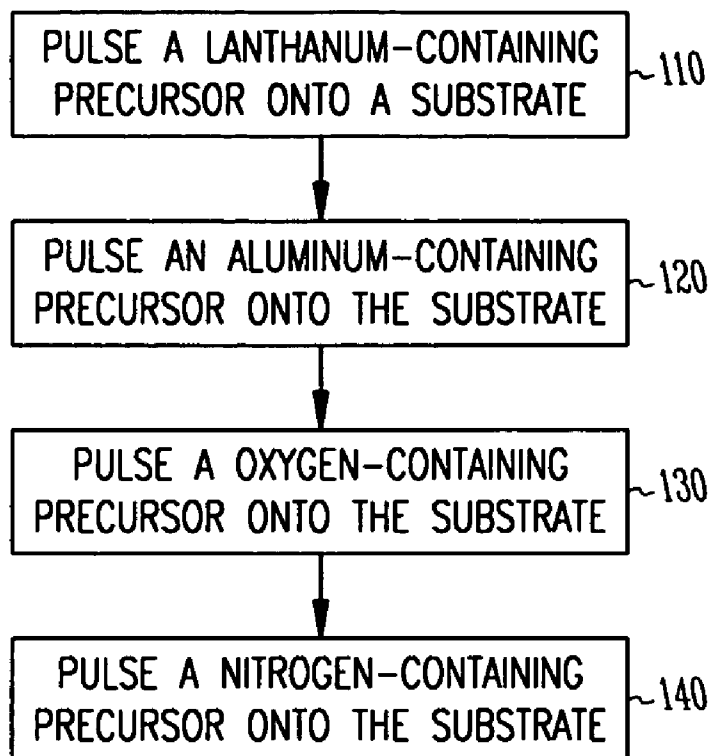 PULSE A LANTHANUM-CONTAINING
PRECURSOR ONTO A SUBSTRATE
110
PULSE AN ALUMINUM-CONTAINING
PRECURSOR ONTO THE SUBSTRATE
120
PULSE A OXYGEN-CONTAINING
PRECURSOR ONTO THE SUBSTRATE
130
PULSE A NITROGEN-CONTAINING
PRECURSOR ONTO THE SUBSTRATE
140